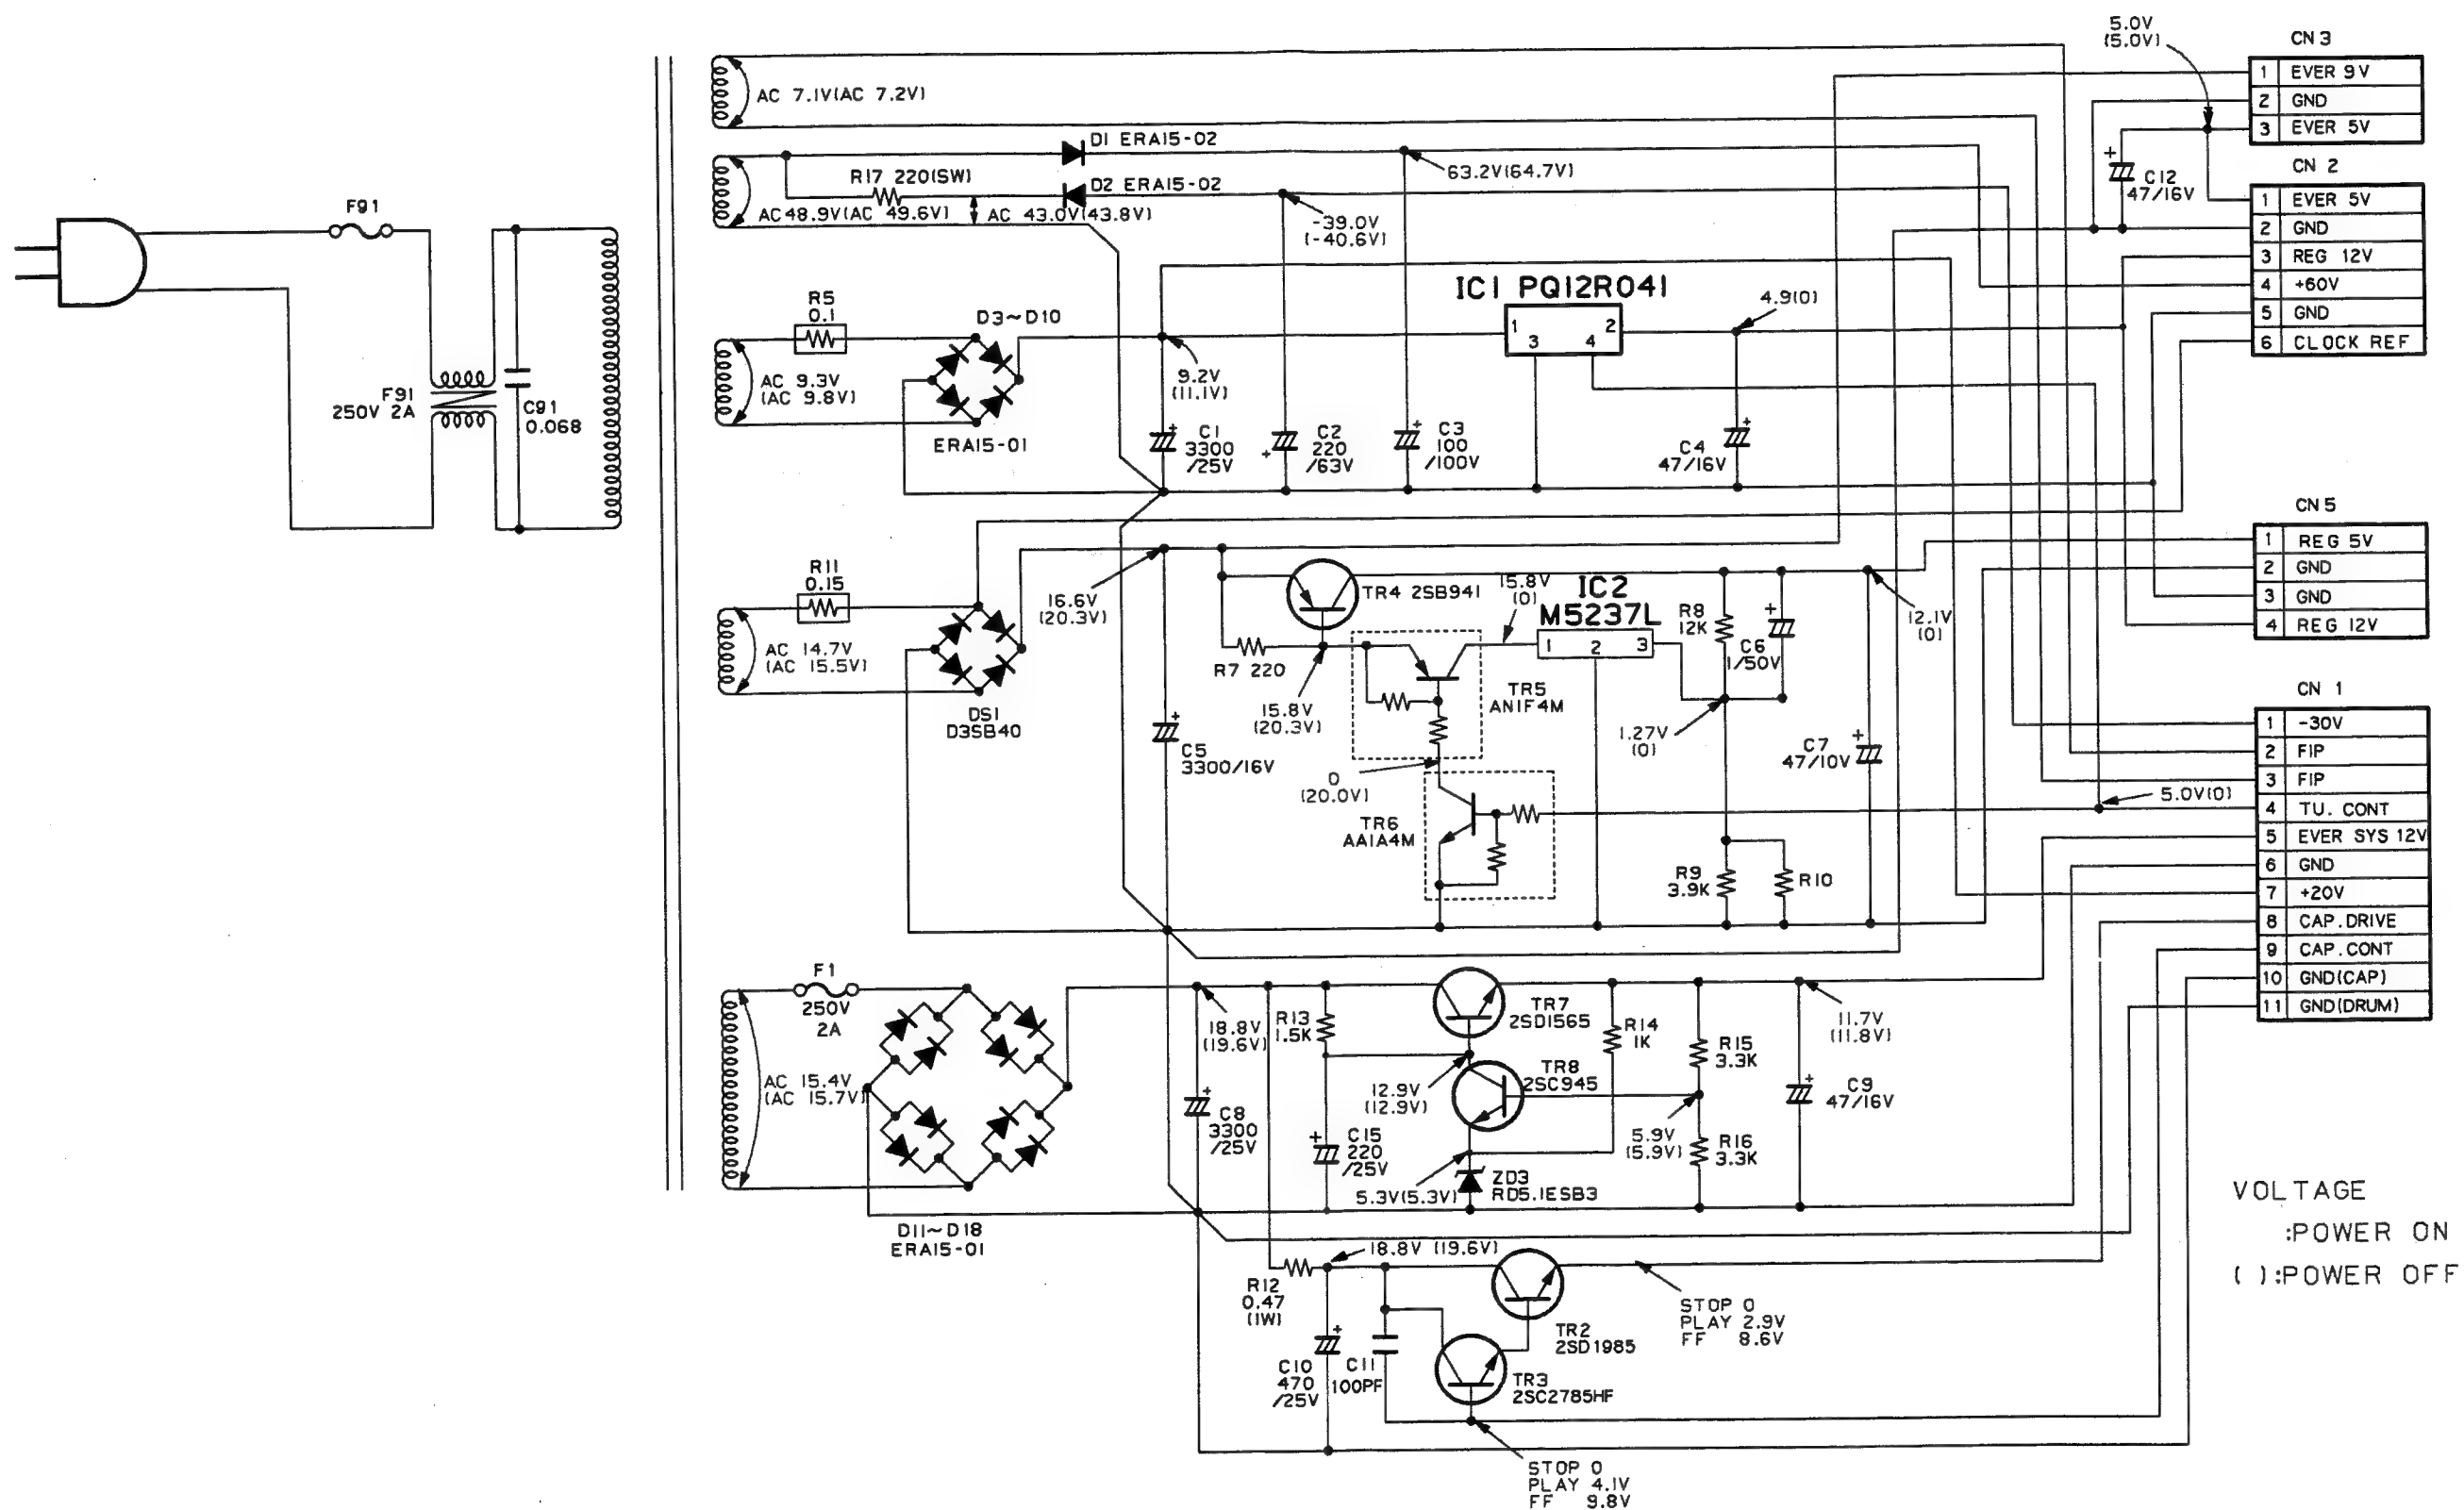 5.0V
(5.0V)
CN 3
1 EVER 9V
2 GND
3 EVER 5V
AC 7.1V(AC 7.2V)
D1 ERA15-02
63.2V(64.7V)
R17 220(SW)
D2 ERA15-02
AC48.9V(AC 49.6V)
AC 43.0V(43.8V)
-39.0V
(-40.6V)
C12
47/16V
CN 2
1 EVER 5V
2 GND
3 REG 12V
4 +60V
5 GND
6 CLOCK REF
F91
F91
250V 2A
C91
0.068
R5
0.1
D3~D10
AC 9.3V
(AC 9.8V)
ERA15-01
9.2V
(11.1V)
IC1 PQ12R041
1
2
3
4
4.9(0)
C1
3300
/25V
C2
220
/63V
C3
100
/100V
C4
47/16V
CN5
1 REG 5V
2 GND
3 GND
4 REG 12V
R11
0.15
AC 14.7V
(AC 15.5V)
DS1
D3SB40
16.6V
(20.3V)
TR4 2SB941
15.8V
(0)
IC2
M5237L
1
2
3
R8
12K
C6
1/50V
12.1V
(0)
R7 220
15.8V
(20.3V)
TR5
AN1F4M
1.27V
(0)
C5
3300/16V
C7
47/10V
0
(20.0V)
TR6
AA1A4M
R9
3.9K
R10
5.0V(0)
CN 1
1 -30V
2 FIP
3 FIP
4 TU. CONT
5 EVER SYS 12V
6 GND
7 +20V
8 CAP.DRIVE
9 CAP.CONT
10 GND(CAP)
11 GND(DRUM)
F1
250V
2A
AC 15.4V
(AC 15.7V)
D11~D18
ERA15-01
18.8V
(19.6V)
R13
1.5K
TR7
2SD1565
R14
1K
R15
3.3K
11.7V
(11.8V)
12.9V
(12.9V)
TR8
2SC945
C8
3300
/25V
C15
220
/25V
5.9V
(5.9V)
R16
3.3K
C9
47/16V
5.3V(5.3V)
ZD3
RD5.1ESB3
18.8V (19.6V)
R12
0.47
(1W)
C10
470
/25V
C11
100PF
TR2
2SD1985
TR3
2SC2785HF
STOP 0
PLAY 2.9V
FF 8.6V
STOP 0
PLAY 4.1V
FF 9.8V
VOLTAGE
:POWER ON
( ):POWER OFF